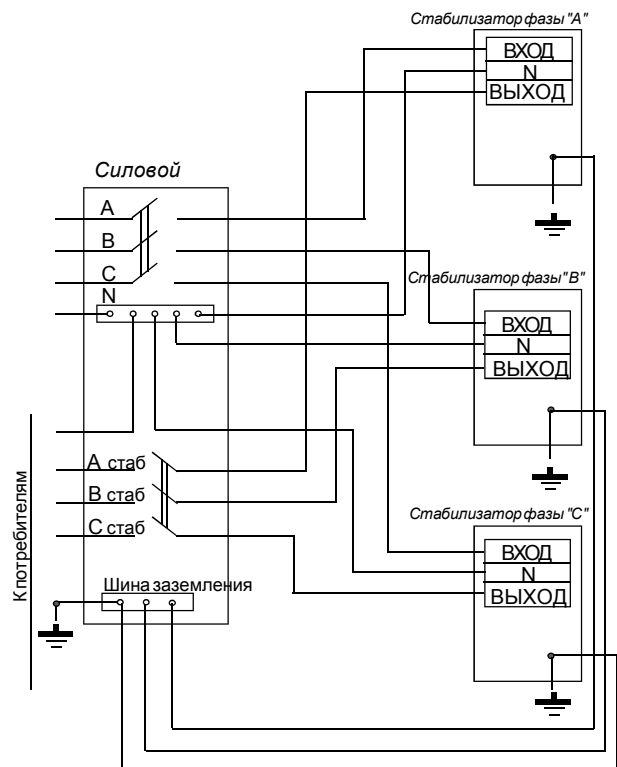 Стабилизатор фазы "А"
ВХОД
N
ВЫХОД
Силовой
A
B
C
N
Стабилизатор фазы "В"
ВХОД
N
ВЫХОД
А стаб
В стаб
С стаб
К потребителям
Шина заземления
Стабилизатор фазы "С"
ВХОД
N
ВЫХОД